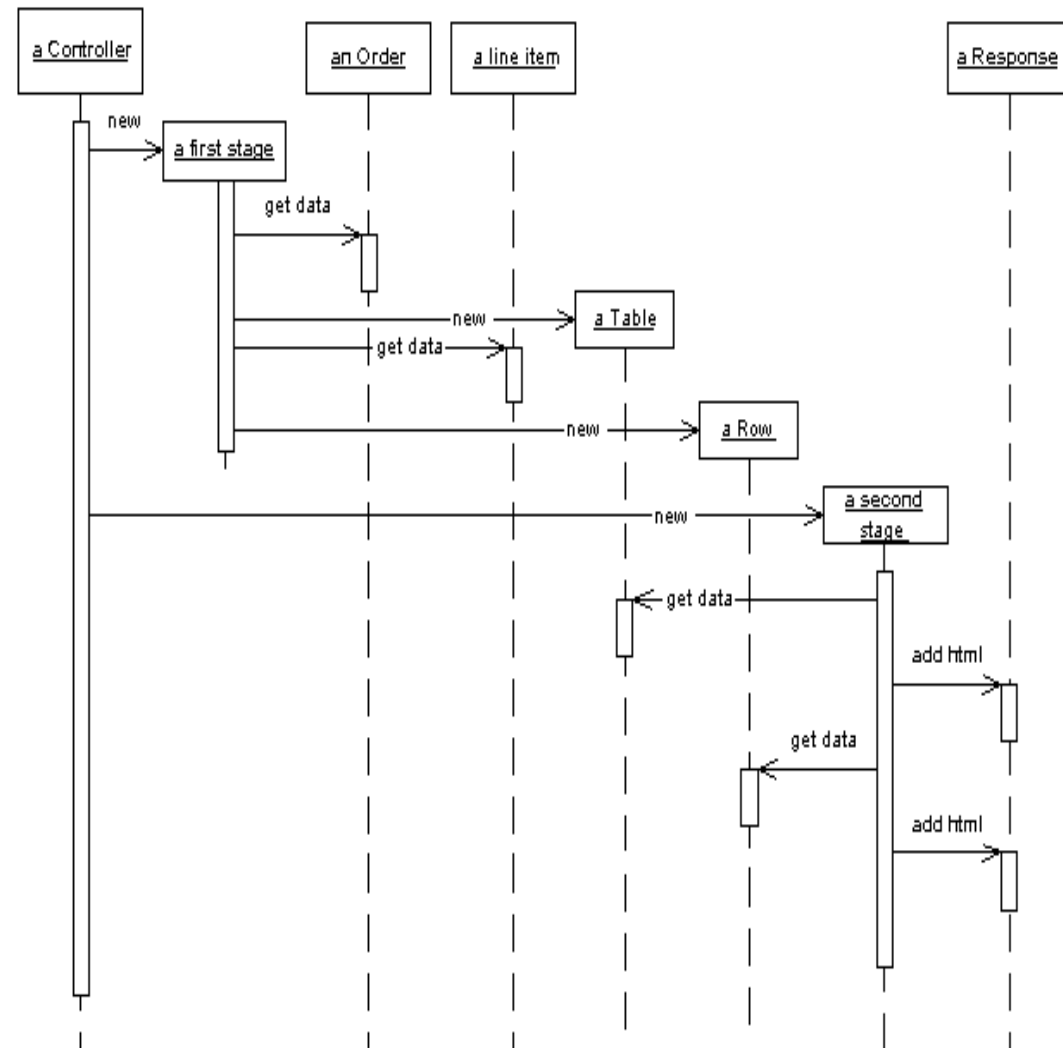 a Controller
an Order
a line item
a Response
new
a first stage
get data
new
a Table
get data
new
a Row
a second
stage
new
get data
add html
get data
add html